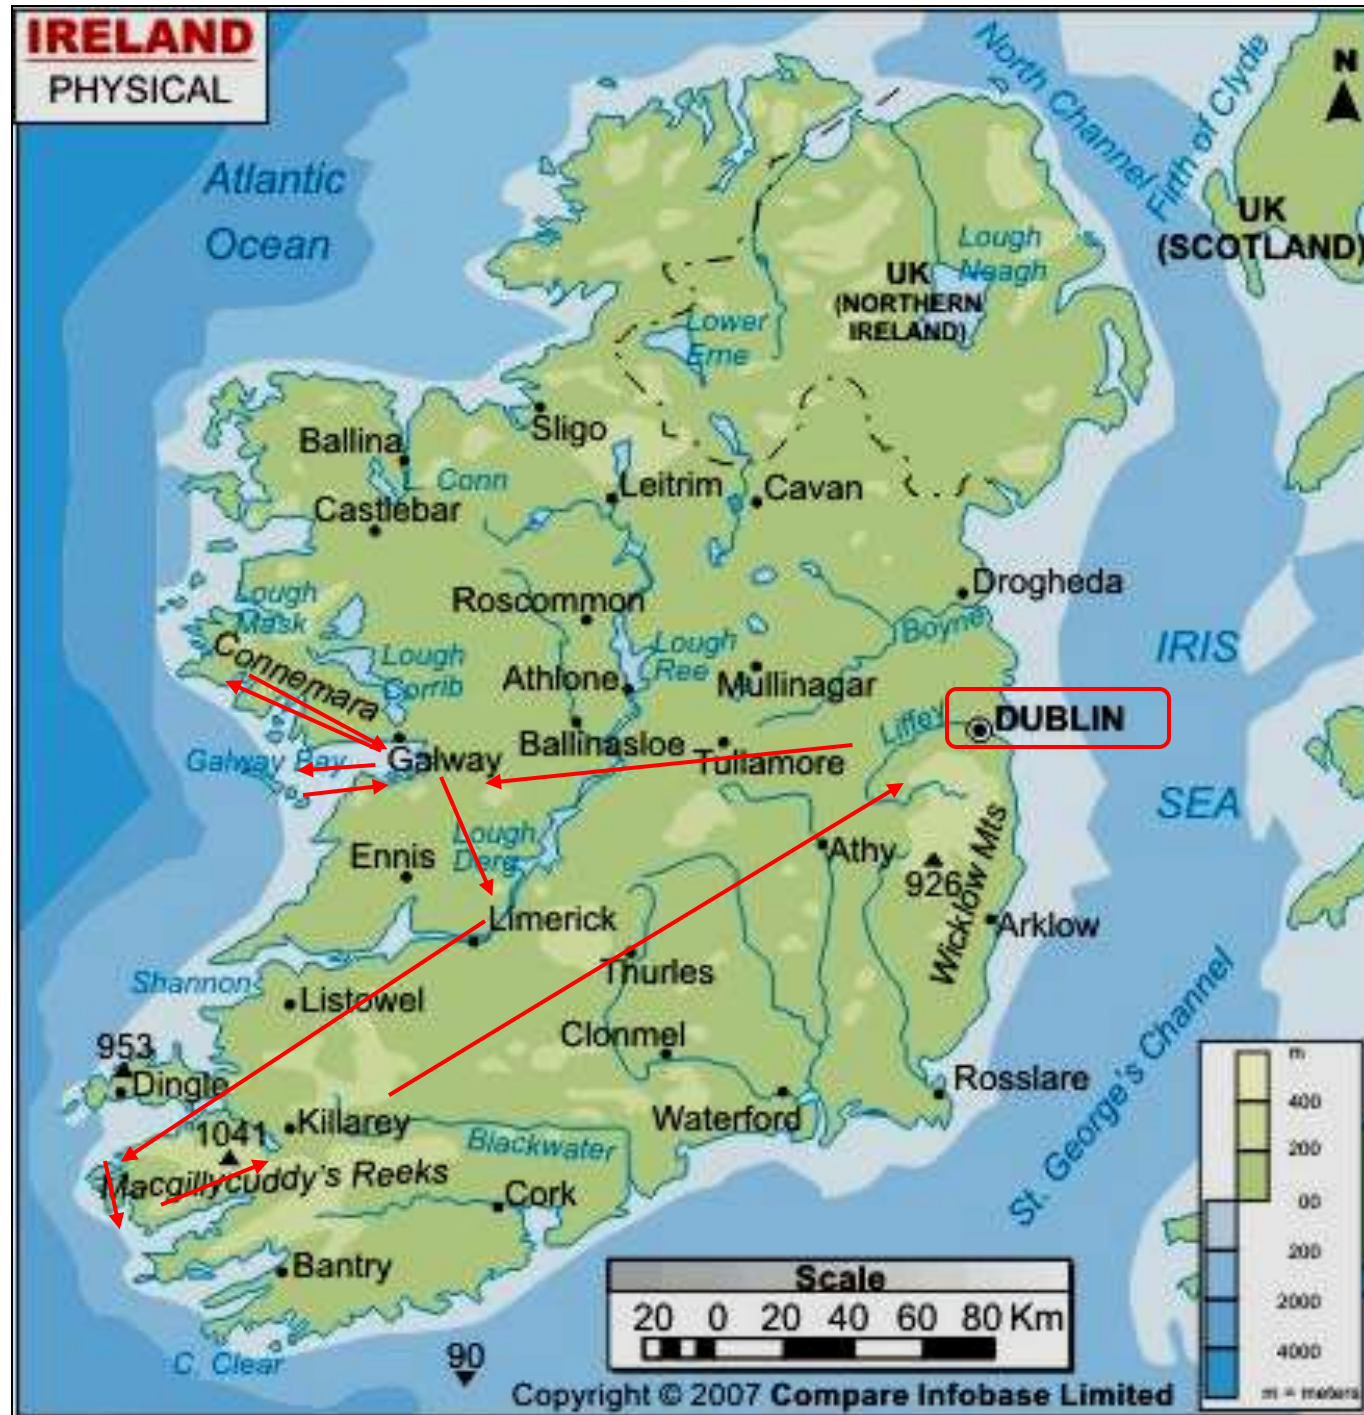 IRELAND
PHYSICAL
Atlantic
Ocean
North Channel
Firth of Clyde
N
UK
(SCOTLAND)
Lough
Neagh
UK
(NORTHERN
IRELAND)
Lower
Erne
Sligo
Ballina
Conn
Leitrim
Cavan
Castlebar
Drogheda
Lough
Mask
Roscommon
Boyne
Connemara
Lough
Corrib
Athlone
Lough
Ree
Mullinagar
IRIS
SEA
Liffey
DUBLIN
Galway Bay
Galway
Ballinasloe
Tullamore
Ennis
Lough
Derg
Athy
926
Wicklow Mts
Limerick
Arklow
Shannon
Listowel
Thurles
Clonmel
953
Dingle
Killarey
1041
Macgillycuddy's Reeks
Blackwater
Waterford
Rosslare
St. George's Channel
Cork
Bantry
C. Clear
90
Scale
20 0 20 40 60 80 Km
m
400
200
00
200
2000
4000
m = meters
Copyright © 2007 Compare Infobase Limited